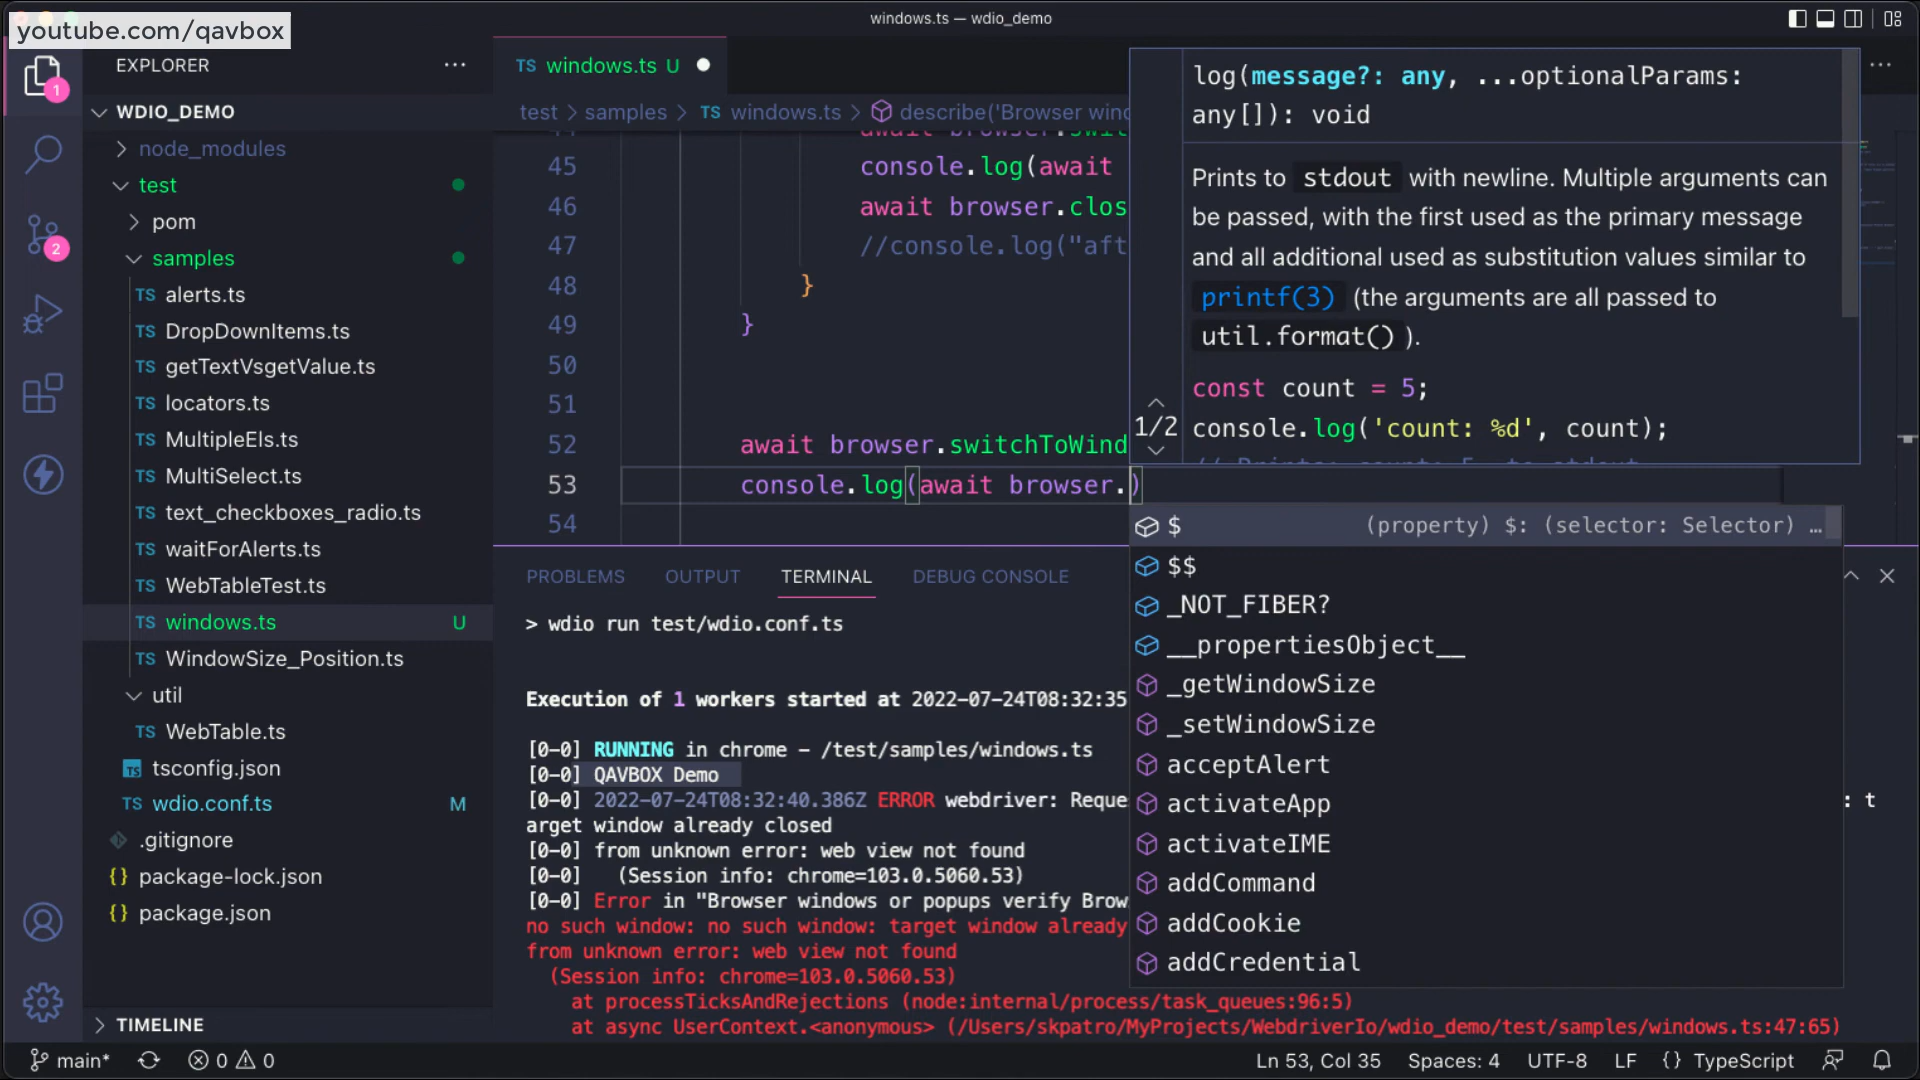 windows.ts — wdio_demo
youtube.com/qavbox
EXPLORER
WDIO_DEMO
node_modules
test
pom
samples
TS alerts.ts
TS DropDownItems.ts
TS getTextVsgetValue.ts
TS locators.ts
TS MultipleEls.ts
TS MultiSelect.ts
TS text_checkboxes_radio.ts
TS waitForAlerts.ts
TS WebTableTest.ts
TS windows.ts U
TS WindowSize_Position.ts
util
TS WebTable.ts
TS tsconfig.json
TS wdio.conf.ts M
.gitignore
{} package-lock.json
{} package.json
TIMELINE
1
2
TS windows.ts U
test > samples > TS windows.ts > describe('Browser win
45 console.log(await
46 await browser.clos
47 //console.log("aft
48 }
49 }
50
51
52 await browser.switchToWind
53 console.log(await browser.)
54
log(message?: any, ...optionalParams:
any[]): void
Prints to stdout with newline. Multiple arguments can
be passed, with the first used as the primary message
and all additional used as substitution values similar to
printf(3) (the arguments are all passed to
util.format() ).
const count = 5;
1/2 console.log('count: %d', count);
$ (property) $: (selector: Selector) …
$$
_NOT_FIBER?
__propertiesObject__
_getWindowSize
_setWindowSize
acceptAlert
activateApp
activateIME
addCommand
addCookie
addCredential
PROBLEMS OUTPUT TERMINAL DEBUG CONSOLE
> wdio run test/wdio.conf.ts
Execution of 1 workers started at 2022-07-24T08:32:35
[0-0] RUNNING in chrome - /test/samples/windows.ts
[0-0] QAVBOX Demo
[0-0] 2022-07-24T08:32:40.386Z ERROR webdriver: Reque : t
arget window already closed
[0-0] from unknown error: web view not found
[0-0] (Session info: chrome=103.0.5060.53)
[0-0] Error in "Browser windows or popups verify Brow
no such window: no such window: target window already
from unknown error: web view not found
(Session info: chrome=103.0.5060.53)
at processTicksAndRejections (node:internal/process/task_queues:96:5)
at async UserContext.<anonymous> (/Users/skpatro/MyProjects/WebdriverIo/wdio_demo/test/samples/windows.ts:47:65)
main* 0 0 Ln 53, Col 35 Spaces: 4 UTF-8 LF {} TypeScript